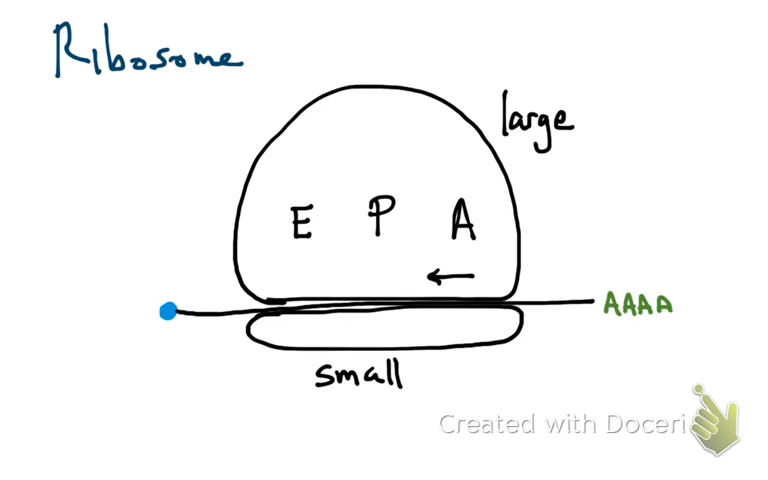 Ribosome
large
E P A
AAAA
small
Created with Doceri